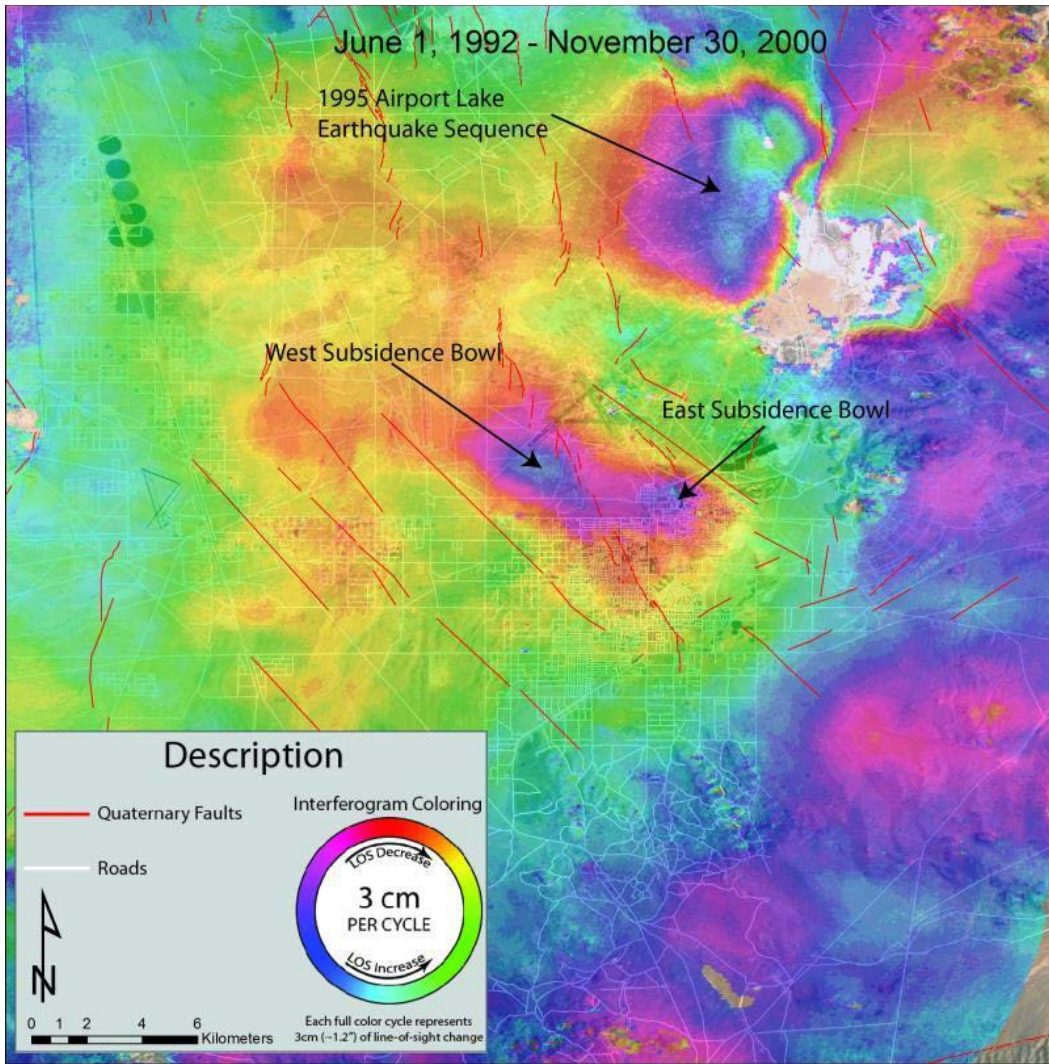 June 1, 1992 - November 30, 2000
1995 Airport Lake
Earthquake Sequence
West Subsidence Bowl
East Subsidence Bowl
Description
Quaternary Faults
Roads
N
0 1 2 4 6
Kilometers
Interferogram Coloring
LOS Decrease
3 cm
PER CYCLE
LOS Increase
Each full color cycle represents
3cm (~1.2") of line-of-sight change